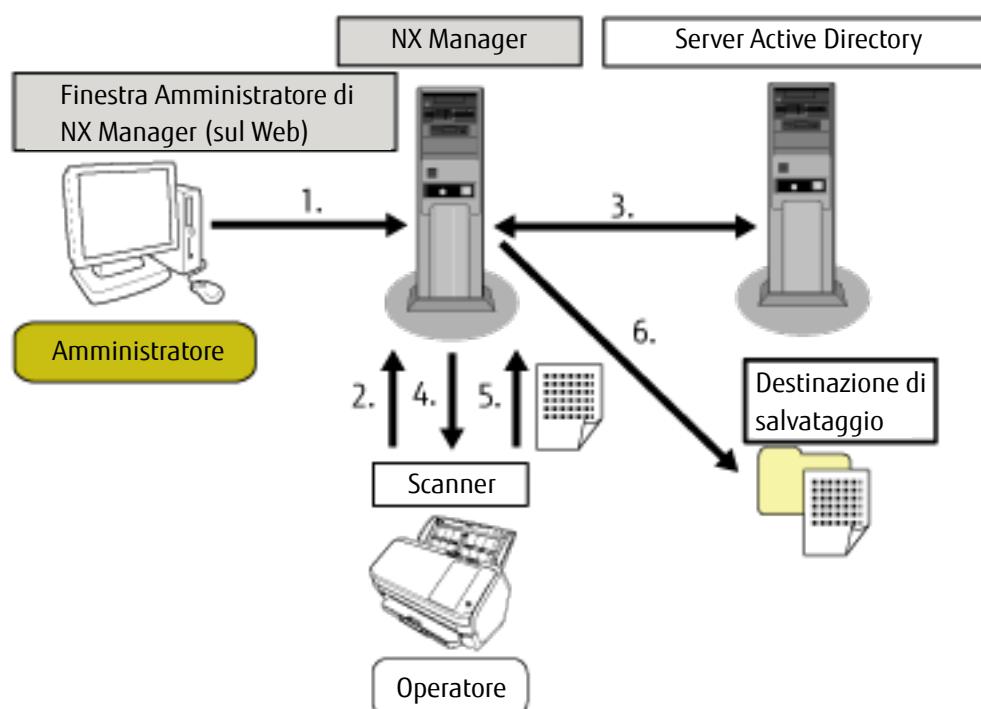 NX Manager
Server Active Directory
Finestra Amministratore di
NX Manager (sul Web)
1.
3.
Amministratore
6.
2.
4.
5.
Destinazione di
salvataggio
Scanner
Operatore